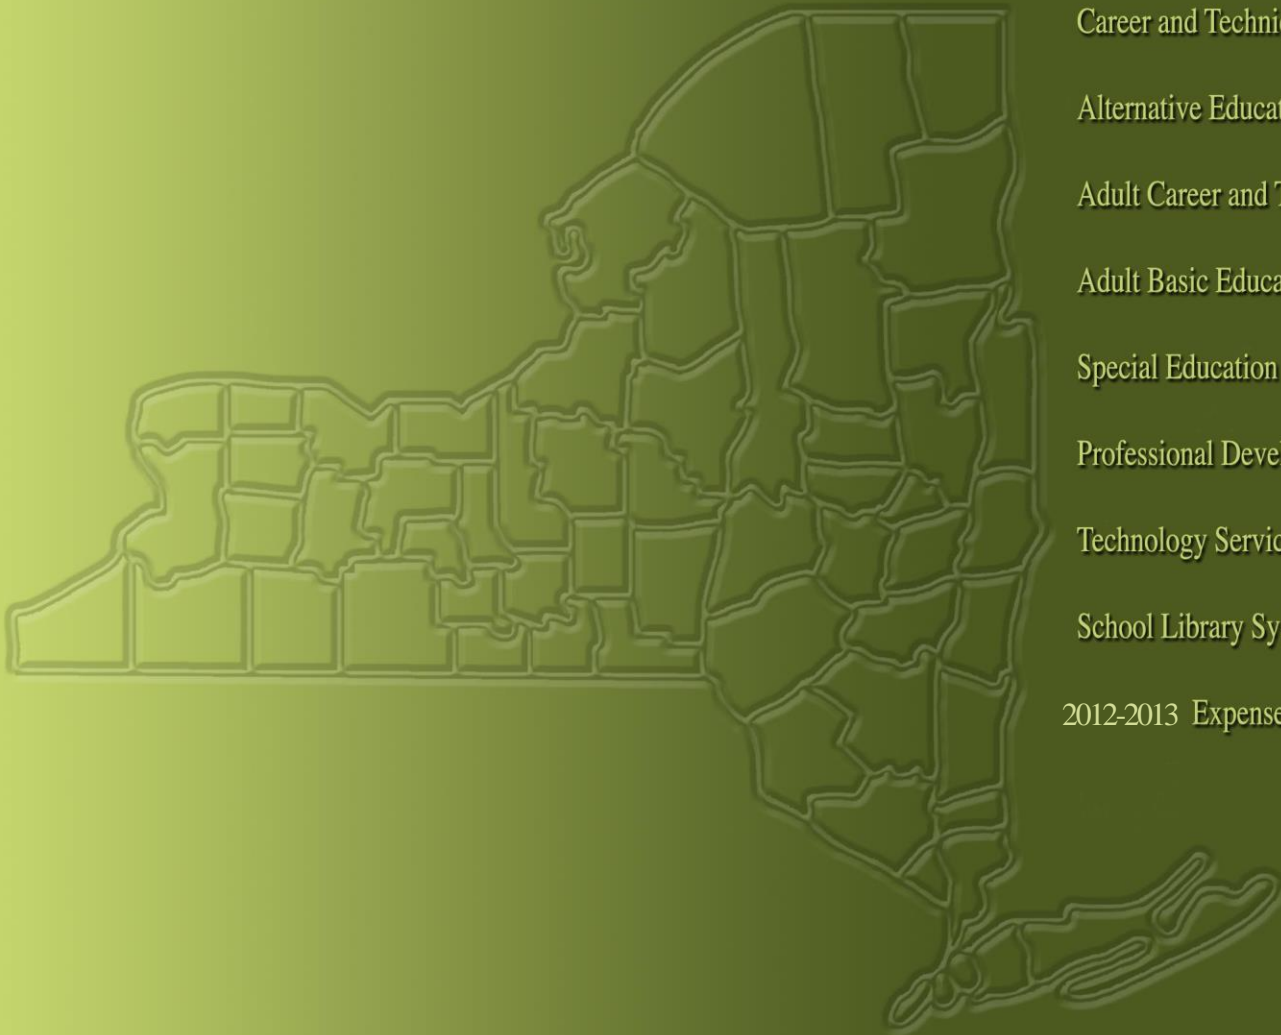 Career and Techni
Alternative Educat
Adult Career and T
Adult Basic Educa
Special Education
Professional Deve
Technology Servic
School Library Sy
2012-2013 Expense